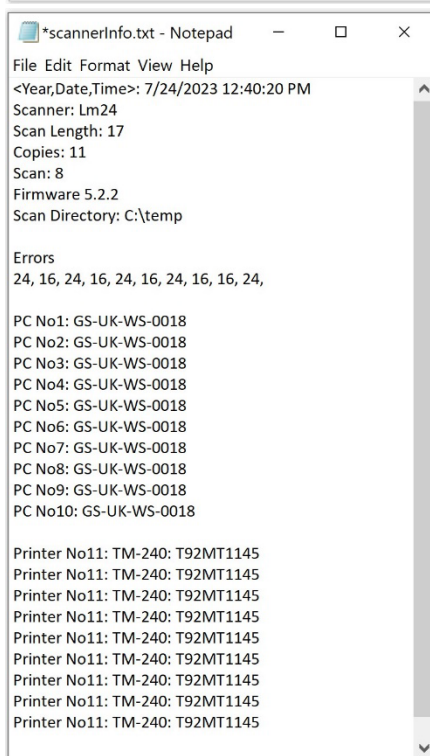 *scannerInfo.txt - Notepad
File Edit Format View Help
<Year,Date,Time>: 7/24/2023 12:40:20 PM
Scanner: Lm24
Scan Length: 17
Copies: 11
Scan: 8
Firmware 5.2.2
Scan Directory: C:\temp
Errors
24, 16, 24, 16, 24, 16, 24, 16, 16, 24,
PC No1: GS-UK-WS-0018
PC No2: GS-UK-WS-0018
PC No3: GS-UK-WS-0018
PC No4: GS-UK-WS-0018
PC No5: GS-UK-WS-0018
PC No6: GS-UK-WS-0018
PC No7: GS-UK-WS-0018
PC No8: GS-UK-WS-0018
PC No9: GS-UK-WS-0018
PC No10: GS-UK-WS-0018
Printer No11: TM-240: T92MT1145
Printer No11: TM-240: T92MT1145
Printer No11: TM-240: T92MT1145
Printer No11: TM-240: T92MT1145
Printer No11: TM-240: T92MT1145
Printer No11: TM-240: T92MT1145
Printer No11: TM-240: T92MT1145
Printer No11: TM-240: T92MT1145
Printer No11: TM-240: T92MT1145